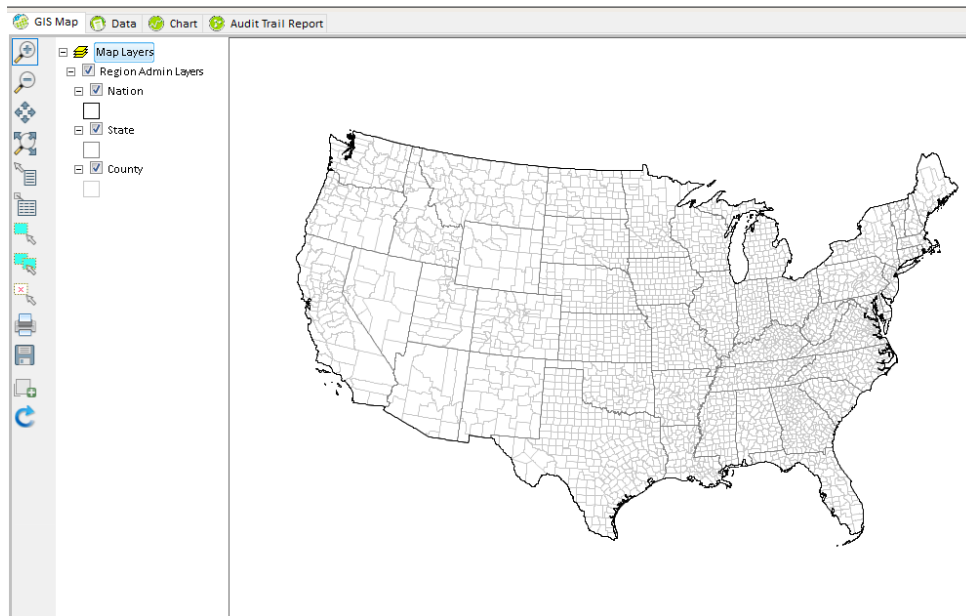 GIS Map Data Chart Audit Trail Report
Map Layers
Region Admin Layers
Nation
State
County